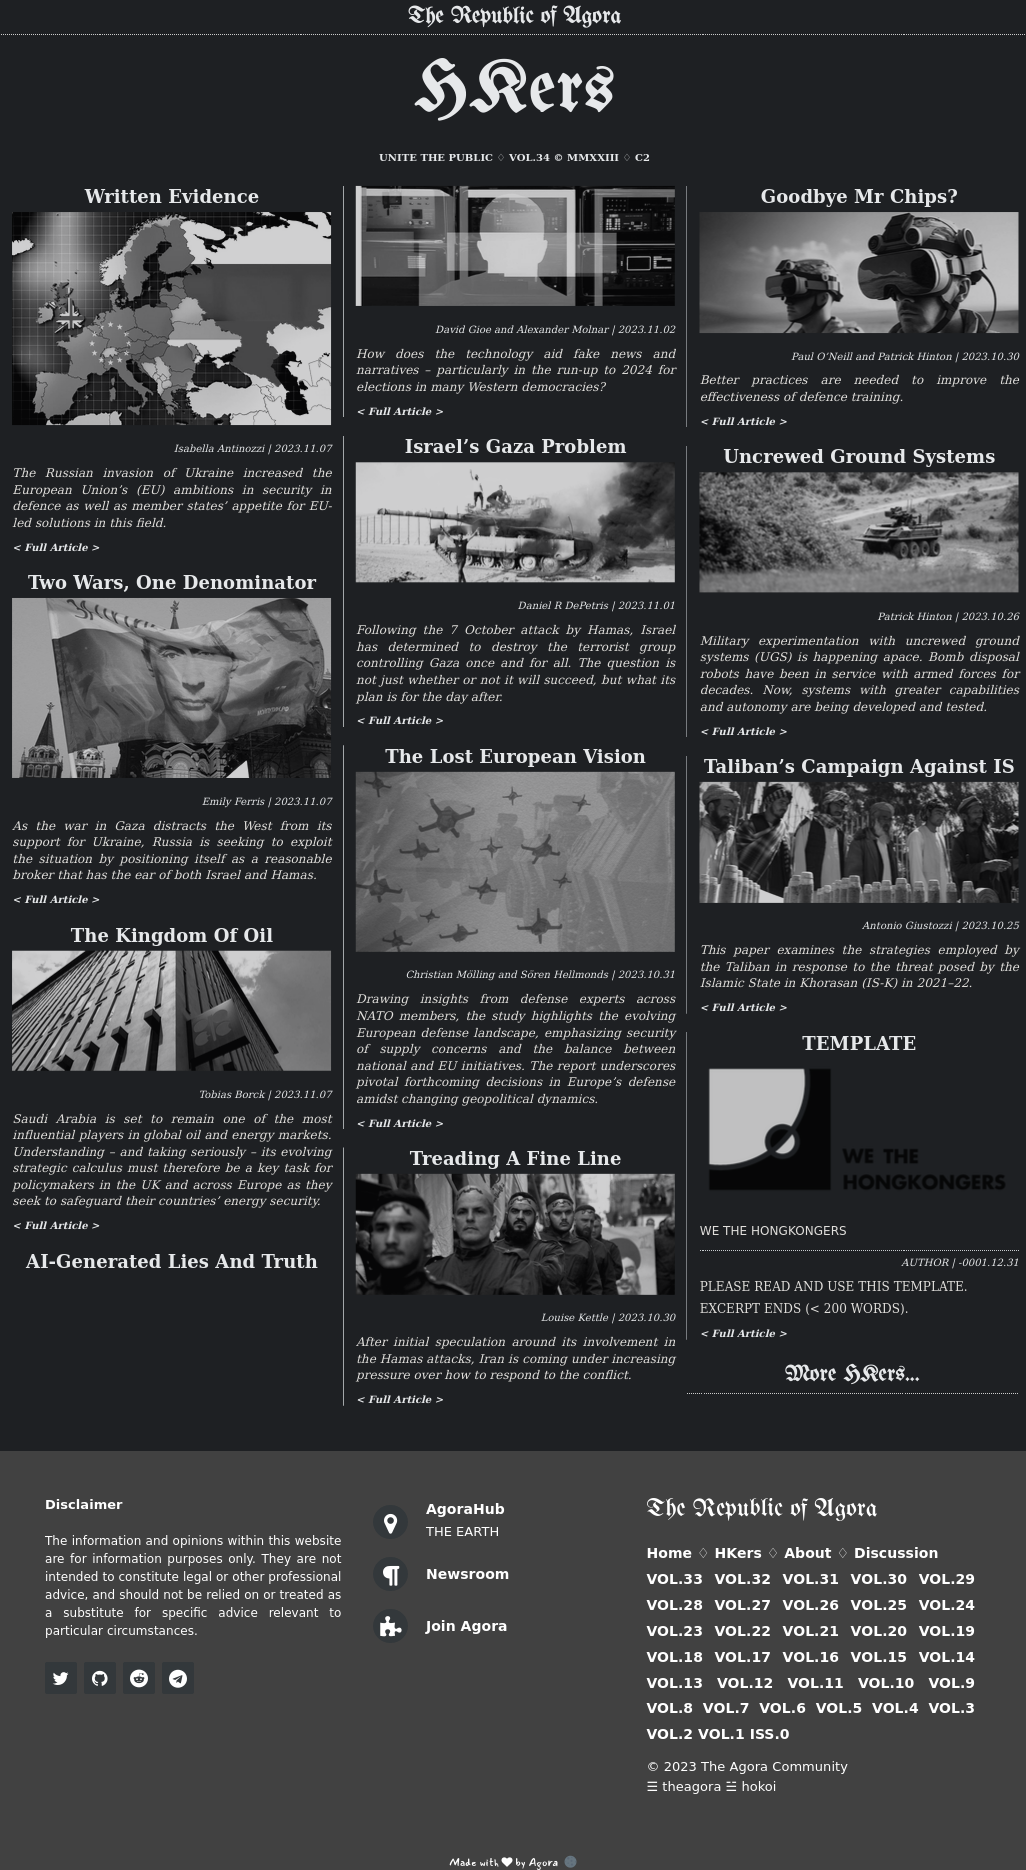 The Republic of Agora
HKers
UNITE THE PUBLIC ♢ VOL.34 © MMXXIII ♢ C2
Written Evidence
Isabella Antinozzi | 2023.11.07
The Russian invasion of Ukraine increased the
European Union’s (EU) ambitions in security in
defence as well as member states’ appetite for EU-
led solutions in this field.
< Full Article >
Two Wars, One Denominator
Emily Ferris | 2023.11.07
As the war in Gaza distracts the West from its
support for Ukraine, Russia is seeking to exploit
the situation by positioning itself as a reasonable
broker that has the ear of both Israel and Hamas.
< Full Article >
The Kingdom Of Oil
Tobias Borck | 2023.11.07
Saudi Arabia is set to remain one of the most
influential players in global oil and energy markets.
Understanding – and taking seriously – its evolving
strategic calculus must therefore be a key task for
policymakers in the UK and across Europe as they
seek to safeguard their countries’ energy security.
< Full Article >
AI-Generated Lies And Truth
David Gioe and Alexander Molnar | 2023.11.02
How does the technology aid fake news and
narratives – particularly in the run-up to 2024 for
elections in many Western democracies?
< Full Article >
Israel’s Gaza Problem
Daniel R DePetris | 2023.11.01
Following the 7 October attack by Hamas, Israel
has determined to destroy the terrorist group
controlling Gaza once and for all. The question is
not just whether or not it will succeed, but what its
plan is for the day after.
< Full Article >
The Lost European Vision
Christian Mölling and Sören Hellmonds | 2023.10.31
Drawing insights from defense experts across
NATO members, the study highlights the evolving
European defense landscape, emphasizing security
of supply concerns and the balance between
national and EU initiatives. The report underscores
pivotal forthcoming decisions in Europe’s defense
amidst changing geopolitical dynamics.
< Full Article >
Treading A Fine Line
Louise Kettle | 2023.10.30
After initial speculation around its involvement in
the Hamas attacks, Iran is coming under increasing
pressure over how to respond to the conflict.
< Full Article >
Goodbye Mr Chips?
Paul O’Neill and Patrick Hinton | 2023.10.30
Better practices are needed to improve the
effectiveness of defence training.
< Full Article >
Uncrewed Ground Systems
Patrick Hinton | 2023.10.26
Military experimentation with uncrewed ground
systems (UGS) is happening apace. Bomb disposal
robots have been in service with armed forces for
decades. Now, systems with greater capabilities
and autonomy are being developed and tested.
< Full Article >
Taliban’s Campaign Against IS
Antonio Giustozzi | 2023.10.25
This paper examines the strategies employed by
the Taliban in response to the threat posed by the
Islamic State in Khorasan (IS-K) in 2021–22.
< Full Article >
TEMPLATE
WE THE
HONGKONGERS
WE THE HONGKONGERS
AUTHOR | -0001.12.31
PLEASE READ AND USE THIS TEMPLATE.
EXCERPT ENDS (< 200 WORDS).
< Full Article >
More HKers...
Disclaimer
The information and opinions within this website
are for information purposes only. They are not
intended to constitute legal or other professional
advice, and should not be relied on or treated as
a substitute for specific advice relevant to
particular circumstances.
AgoraHub
THE EARTH
Newsroom
Join Agora
The Republic of Agora
Home ♢ HKers ♢ About ♢ Discussion
VOL.33 VOL.32 VOL.31 VOL.30 VOL.29
VOL.28 VOL.27 VOL.26 VOL.25 VOL.24
VOL.23 VOL.22 VOL.21 VOL.20 VOL.19
VOL.18 VOL.17 VOL.16 VOL.15 VOL.14
VOL.13 VOL.12 VOL.11 VOL.10 VOL.9
VOL.8 VOL.7 VOL.6 VOL.5 VOL.4 VOL.3
VOL.2 VOL.1 ISS.0
© 2023 The Agora Community
☰ theagora ☱ hokoi
Made with ♥ by Agora